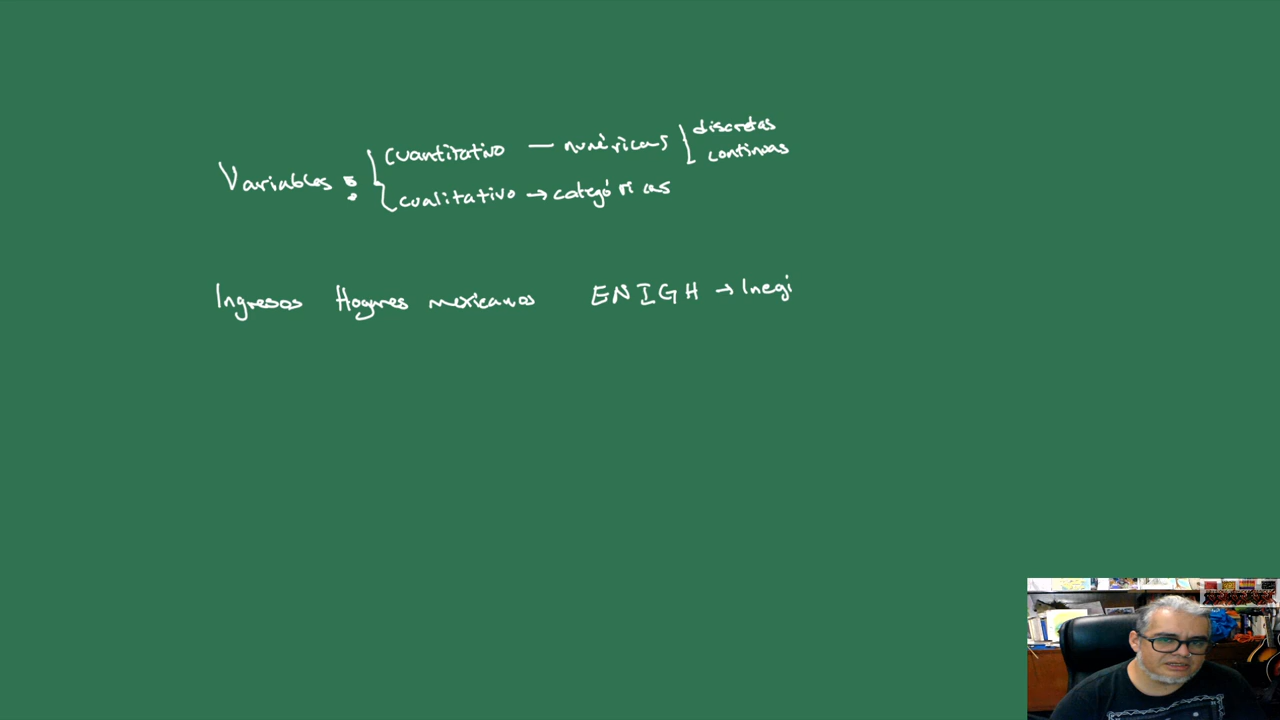 Variables : cuantitativo — numéricas discretas
continuas
cualitativo → categóricas
Ingresos Hogares mexicanos ENIGH → Inegi